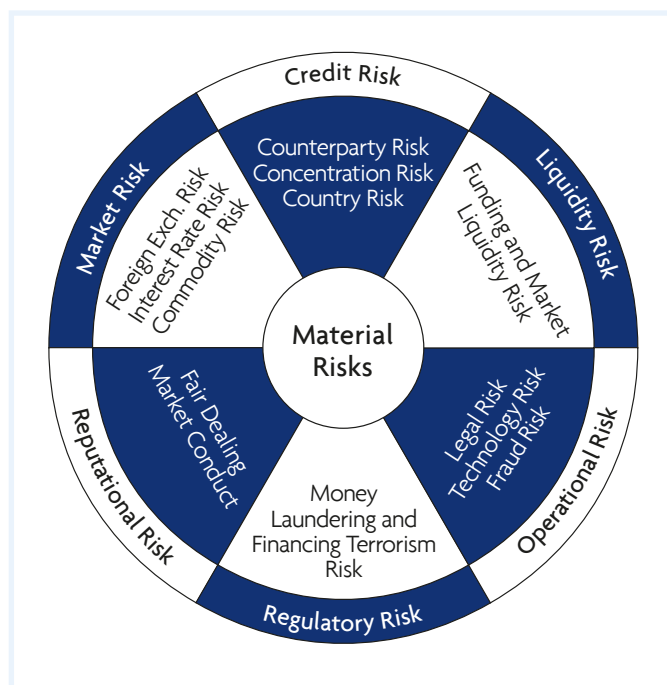 Credit Risk
Counterparty Risk
Concentration Risk
Country Risk
Liquidity Risk
Funding and Market
Liquidity Risk
Operational Risk
Legal Risk
Technology Risk
Fraud Risk
Regulatory Risk
Money
Laundering and
Financing Terrorism
Risk
Reputational Risk
Fair Dealing
Market Conduct
Market Risk
Foreign Exch. Risk
Interest Rate Risk
Commodity Risk
Material
Risks